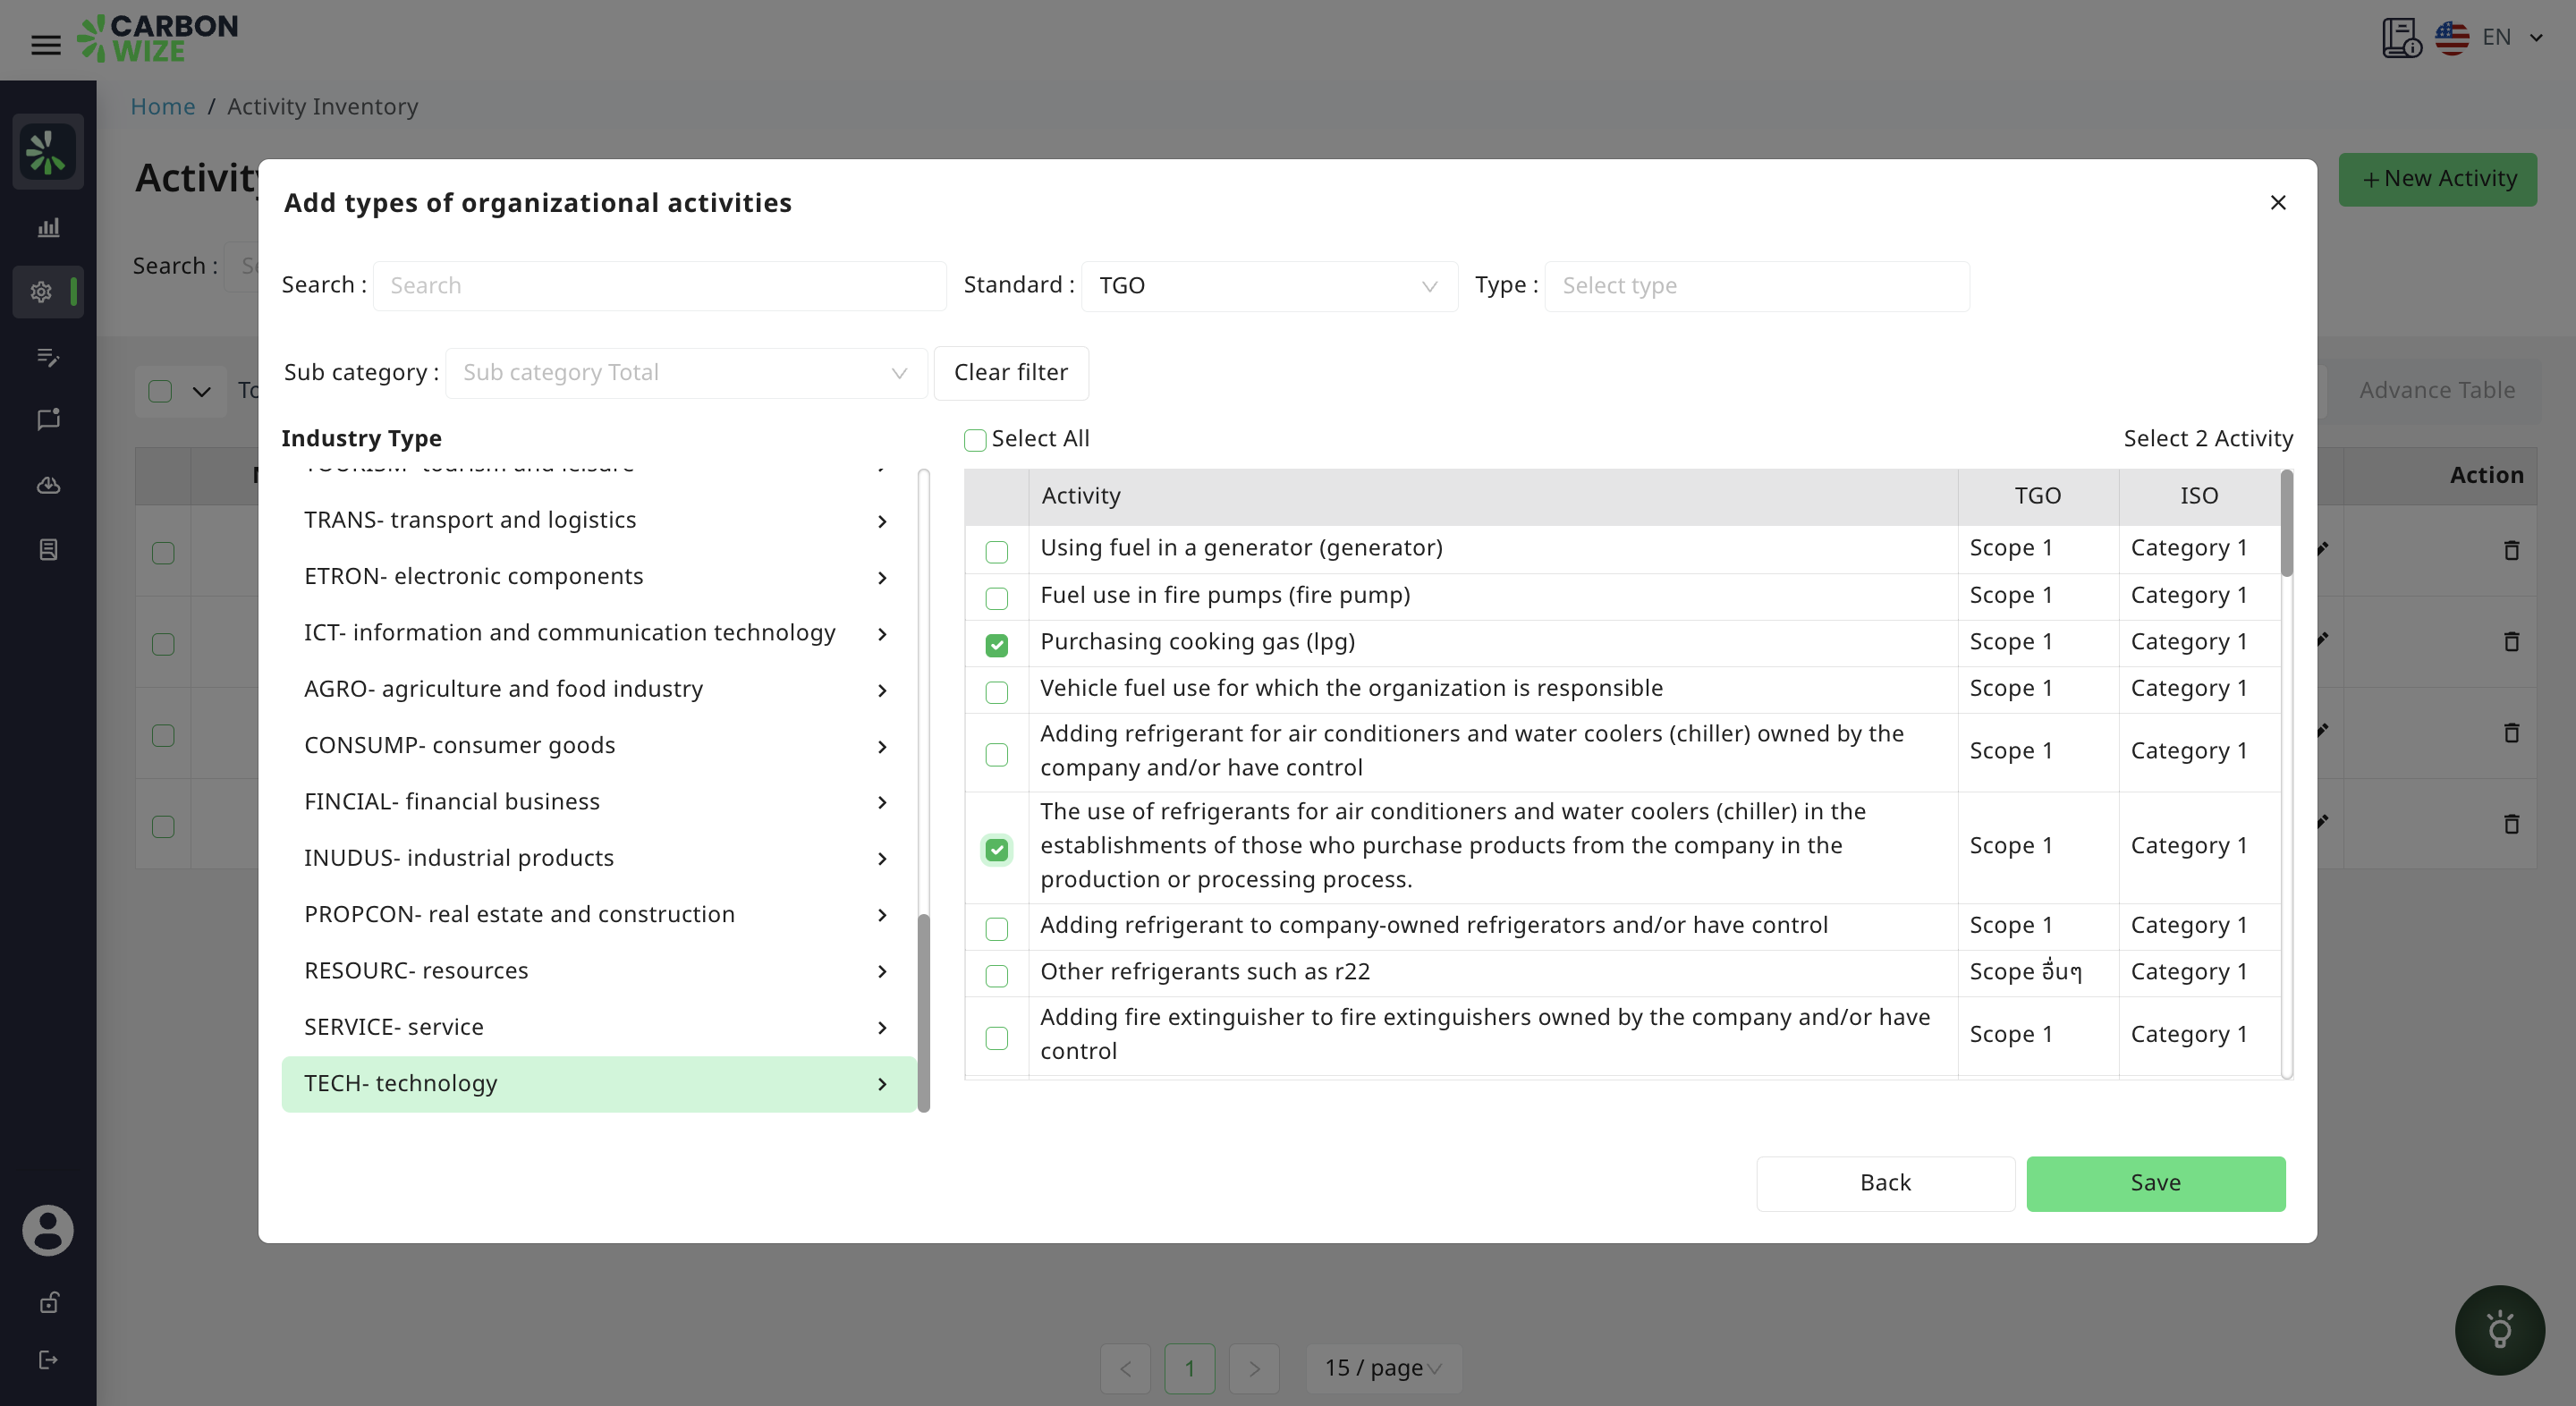 CARBON
WIZE
EN
Home / Activity Inventory
Activity
+ New Activity
Search :
Add types of organizational activities
Search : Search
Standard : TGO
Type : Select type
Sub category : Sub category Total
Clear filter
Advance Table
Industry Type
TOURISM- tourism and leisure
TRANS- transport and logistics
ETRON- electronic components
ICT- information and communication technology
AGRO- agriculture and food industry
CONSUMP- consumer goods
FINCIAL- financial business
INUDUS- industrial products
PROPCON- real estate and construction
RESOURC- resources
SERVICE- service
TECH- technology
Select All
Select 2 Activity
Activity TGO ISO
Action
Using fuel in a generator (generator) Scope 1 Category 1
Fuel use in fire pumps (fire pump) Scope 1 Category 1
Purchasing cooking gas (lpg) Scope 1 Category 1
Vehicle fuel use for which the organization is responsible Scope 1 Category 1
Adding refrigerant for air conditioners and water coolers (chiller) owned by the
company and/or have control Scope 1 Category 1
The use of refrigerants for air conditioners and water coolers (chiller) in the
establishments of those who purchase products from the company in the Scope 1 Category 1
production or processing process.
Adding refrigerant to company-owned refrigerators and/or have control Scope 1 Category 1
Other refrigerants such as r22 Scope อื่นๆ Category 1
Adding fire extinguisher to fire extinguishers owned by the company and/or have
control Scope 1 Category 1
Back
Save
1
15 / page